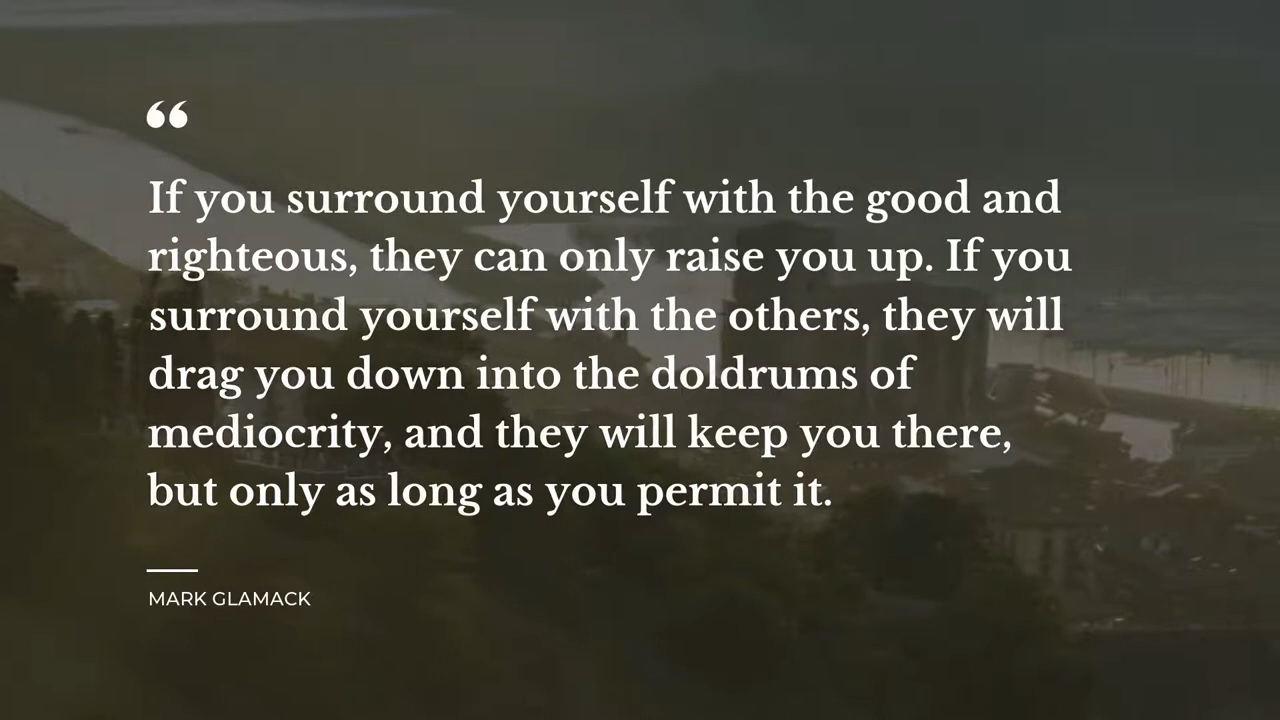 “
If you surround yourself with the good and
righteous, they can only raise you up. If you
surround yourself with the others, they will
drag you down into the doldrums of
mediocrity, and they will keep you there,
but only as long as you permit it.
MARK GLAMACK